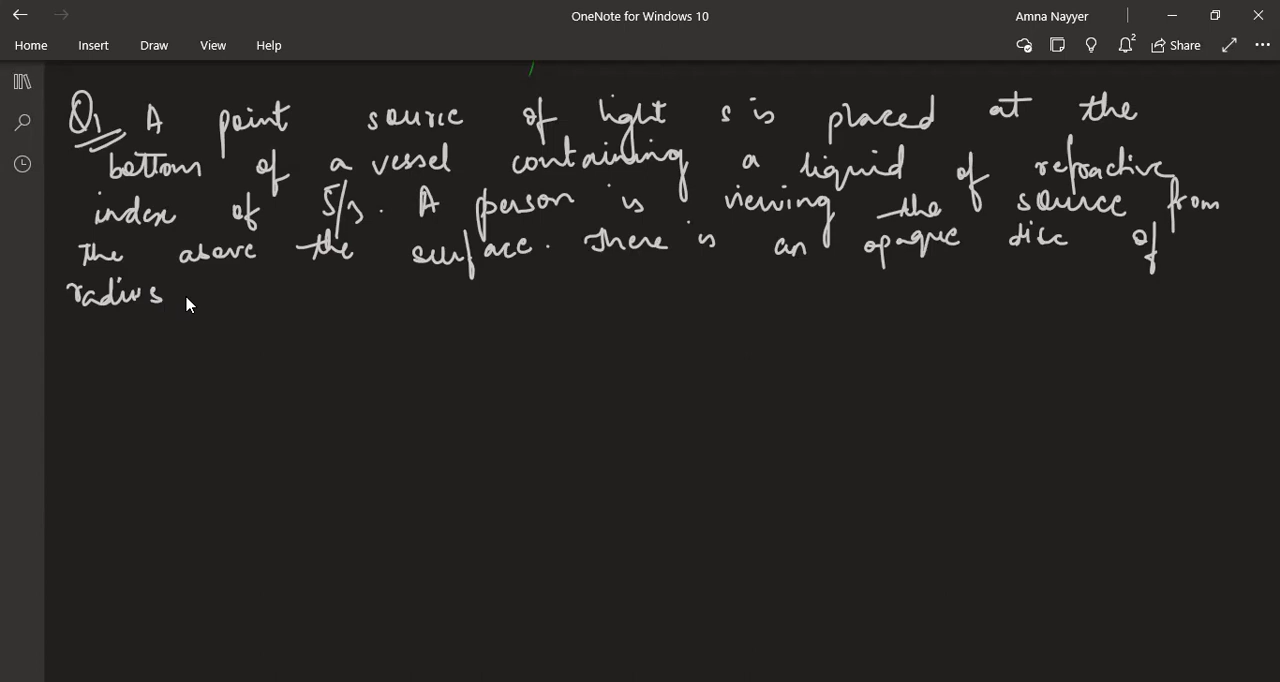 OneNote for Windows 10
Amna Nayyer
Home Insert Draw View Help
2 Share
Q1 A point source of light s is placed at the
bottom of a vessel containing a liquid of refractive
index of 5/3. A person is viewing the source from
the above the surface. There is an opaque disc of
radius